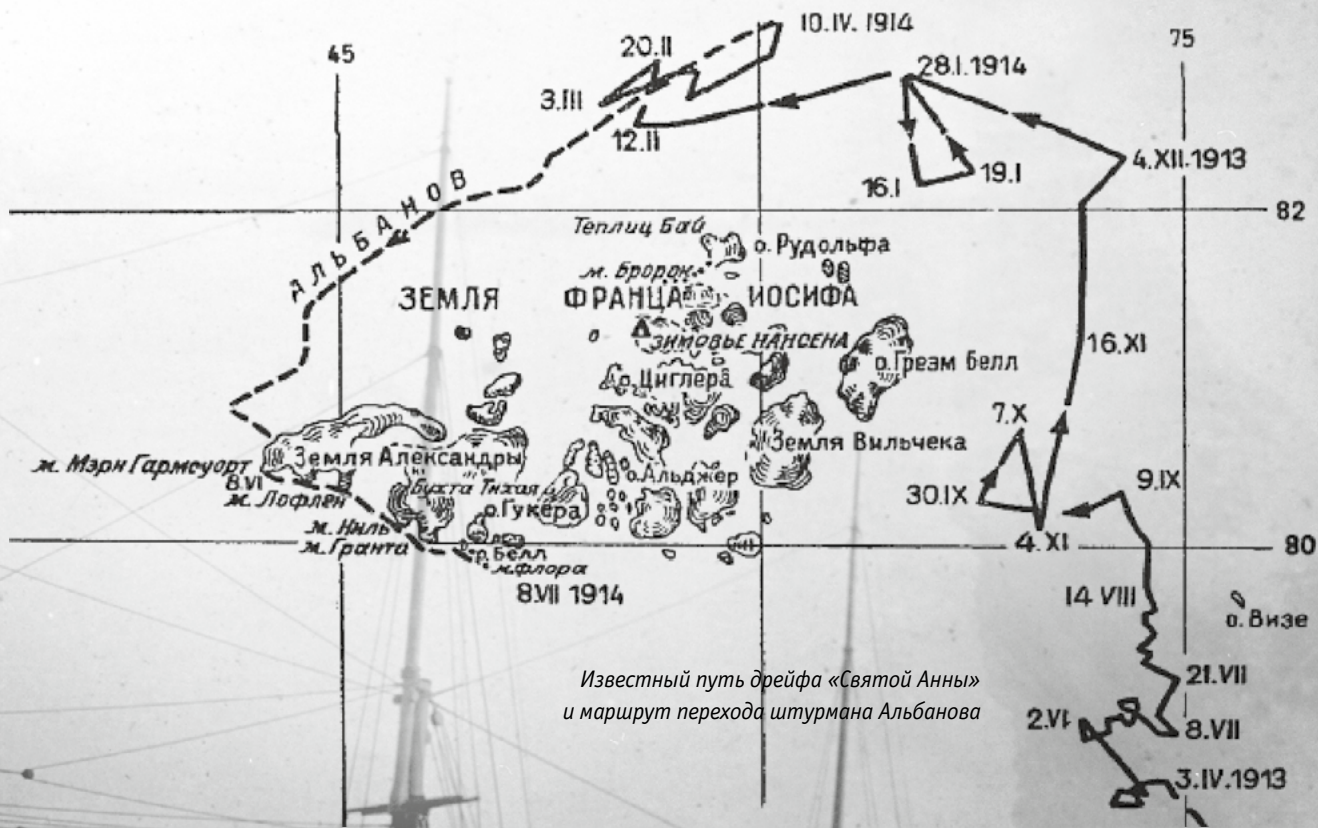 10.IV. 1914
20.II
45
75
28.I.1914
3.III
12.II
4.XII.1913
16.I
19.I
АЛЬБАНОВ
82
Теплиц Бай
о. Рудольфа
м. Бророк
ЗЕМЛЯ ФРАНЦА ИОСИФА
ЗИМОВЬЕ НАНСЕНА
16.XI
о.Грезм белл
о.Циглера
7.X
Земля Вильчека
Земля Александры
м. Мэри Гармсуорт
8.VI
о.Альджер
9.IX
м. Лофлен
Бухта Тихая
30.IX
о.Гукера
м. Ниль
4.XI
м. Гранта
80
о. Белл
м.Флора
8.VII 1914
14 VIII
о. Визе
Известный путь дрейфа «Святой Анны»
и маршрут перехода штурмана Альбанова
21.VII
2.VI
8.VII
3.IV.1913